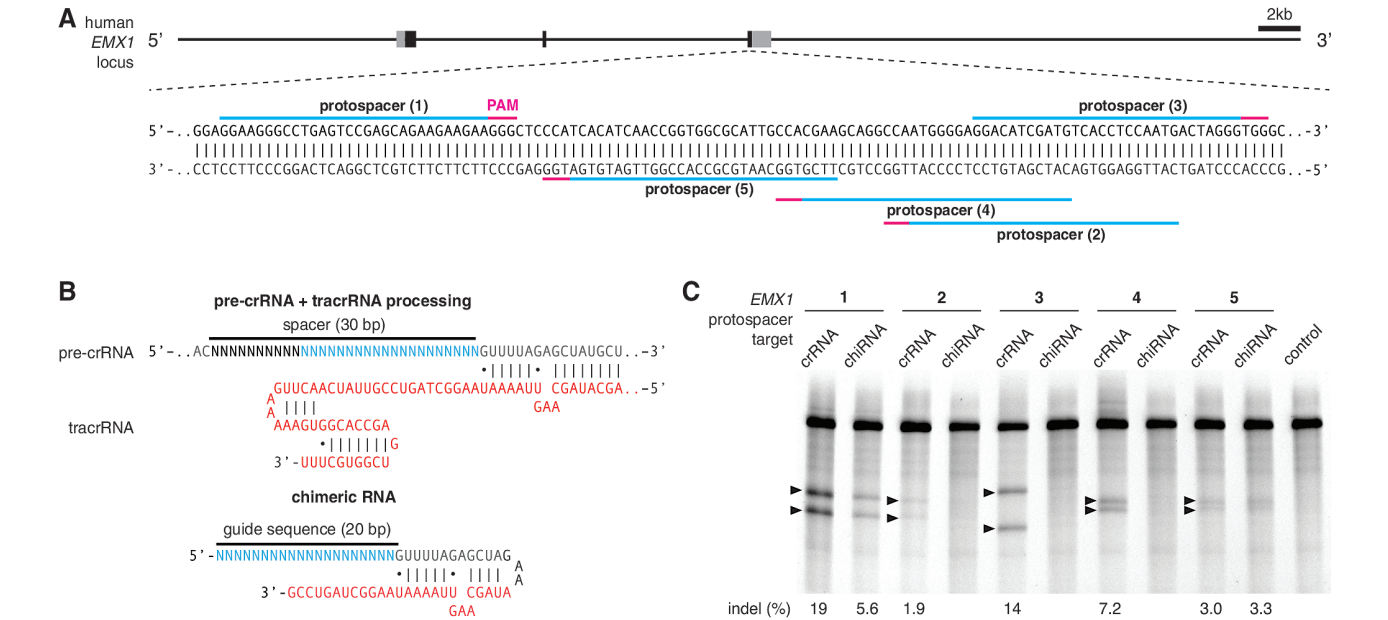 A
human
EMX1
locus
5’
3’
2kb
protospacer (1)
PAM
protospacer (3)
5’-..GGAGGAAGGGCCTGAGTCCGAGCAGAAGAAGAAGGGCTCCCATCACATCAACCGGTGGCGCATTGCCACGAAGCAGGCCAATGGGGAGGACATCGATGTCACCTCCAATGACTAGGGTGGGC..-3’
3’-..CCTCCTTCCCGGACTCAGGCTCGTCTTCTTCTTCCCGAGGGTAGTGTAGTTGGCCACCGCGTAACGGTGCTTCGTCCGGTTACCCCTCCTGTAGCTACAGTGGAGGTTACTGATCCCACCCG..-5’
protospacer (5)
protospacer (4)
protospacer (2)
B
pre-crRNA + tracrRNA processing
spacer (30 bp)
pre-crRNA
5’-..ACNNNNNNNNNNNNNNNNNNNNNNNNNNNNNNGUUUUAGAGCUAUGCU..-3’
GUUCAACUAUUGCCUGAUCGGAAUAAAAUU CGAUACGA..-5’
A
A
GAA
tracrRNA
AAAGUGGCACCGA
G
3’-UUUCGUGGCU
chimeric RNA
guide sequence (20 bp)
5’-NNNNNNNNNNNNNNNNNNNNGUUUUAGAGCUAG
A
A
3’-GCCUGAUCGGAAUAAAAUU CGAUA
GAA
C
EMX1
protospacer
target
1
2
3
4
5
crRNA
chiRNA
crRNA
chiRNA
crRNA
chiRNA
crRNA
chiRNA
crRNA
chiRNA
control
indel (%)
19
5.6
1.9
14
7.2
3.0
3.3